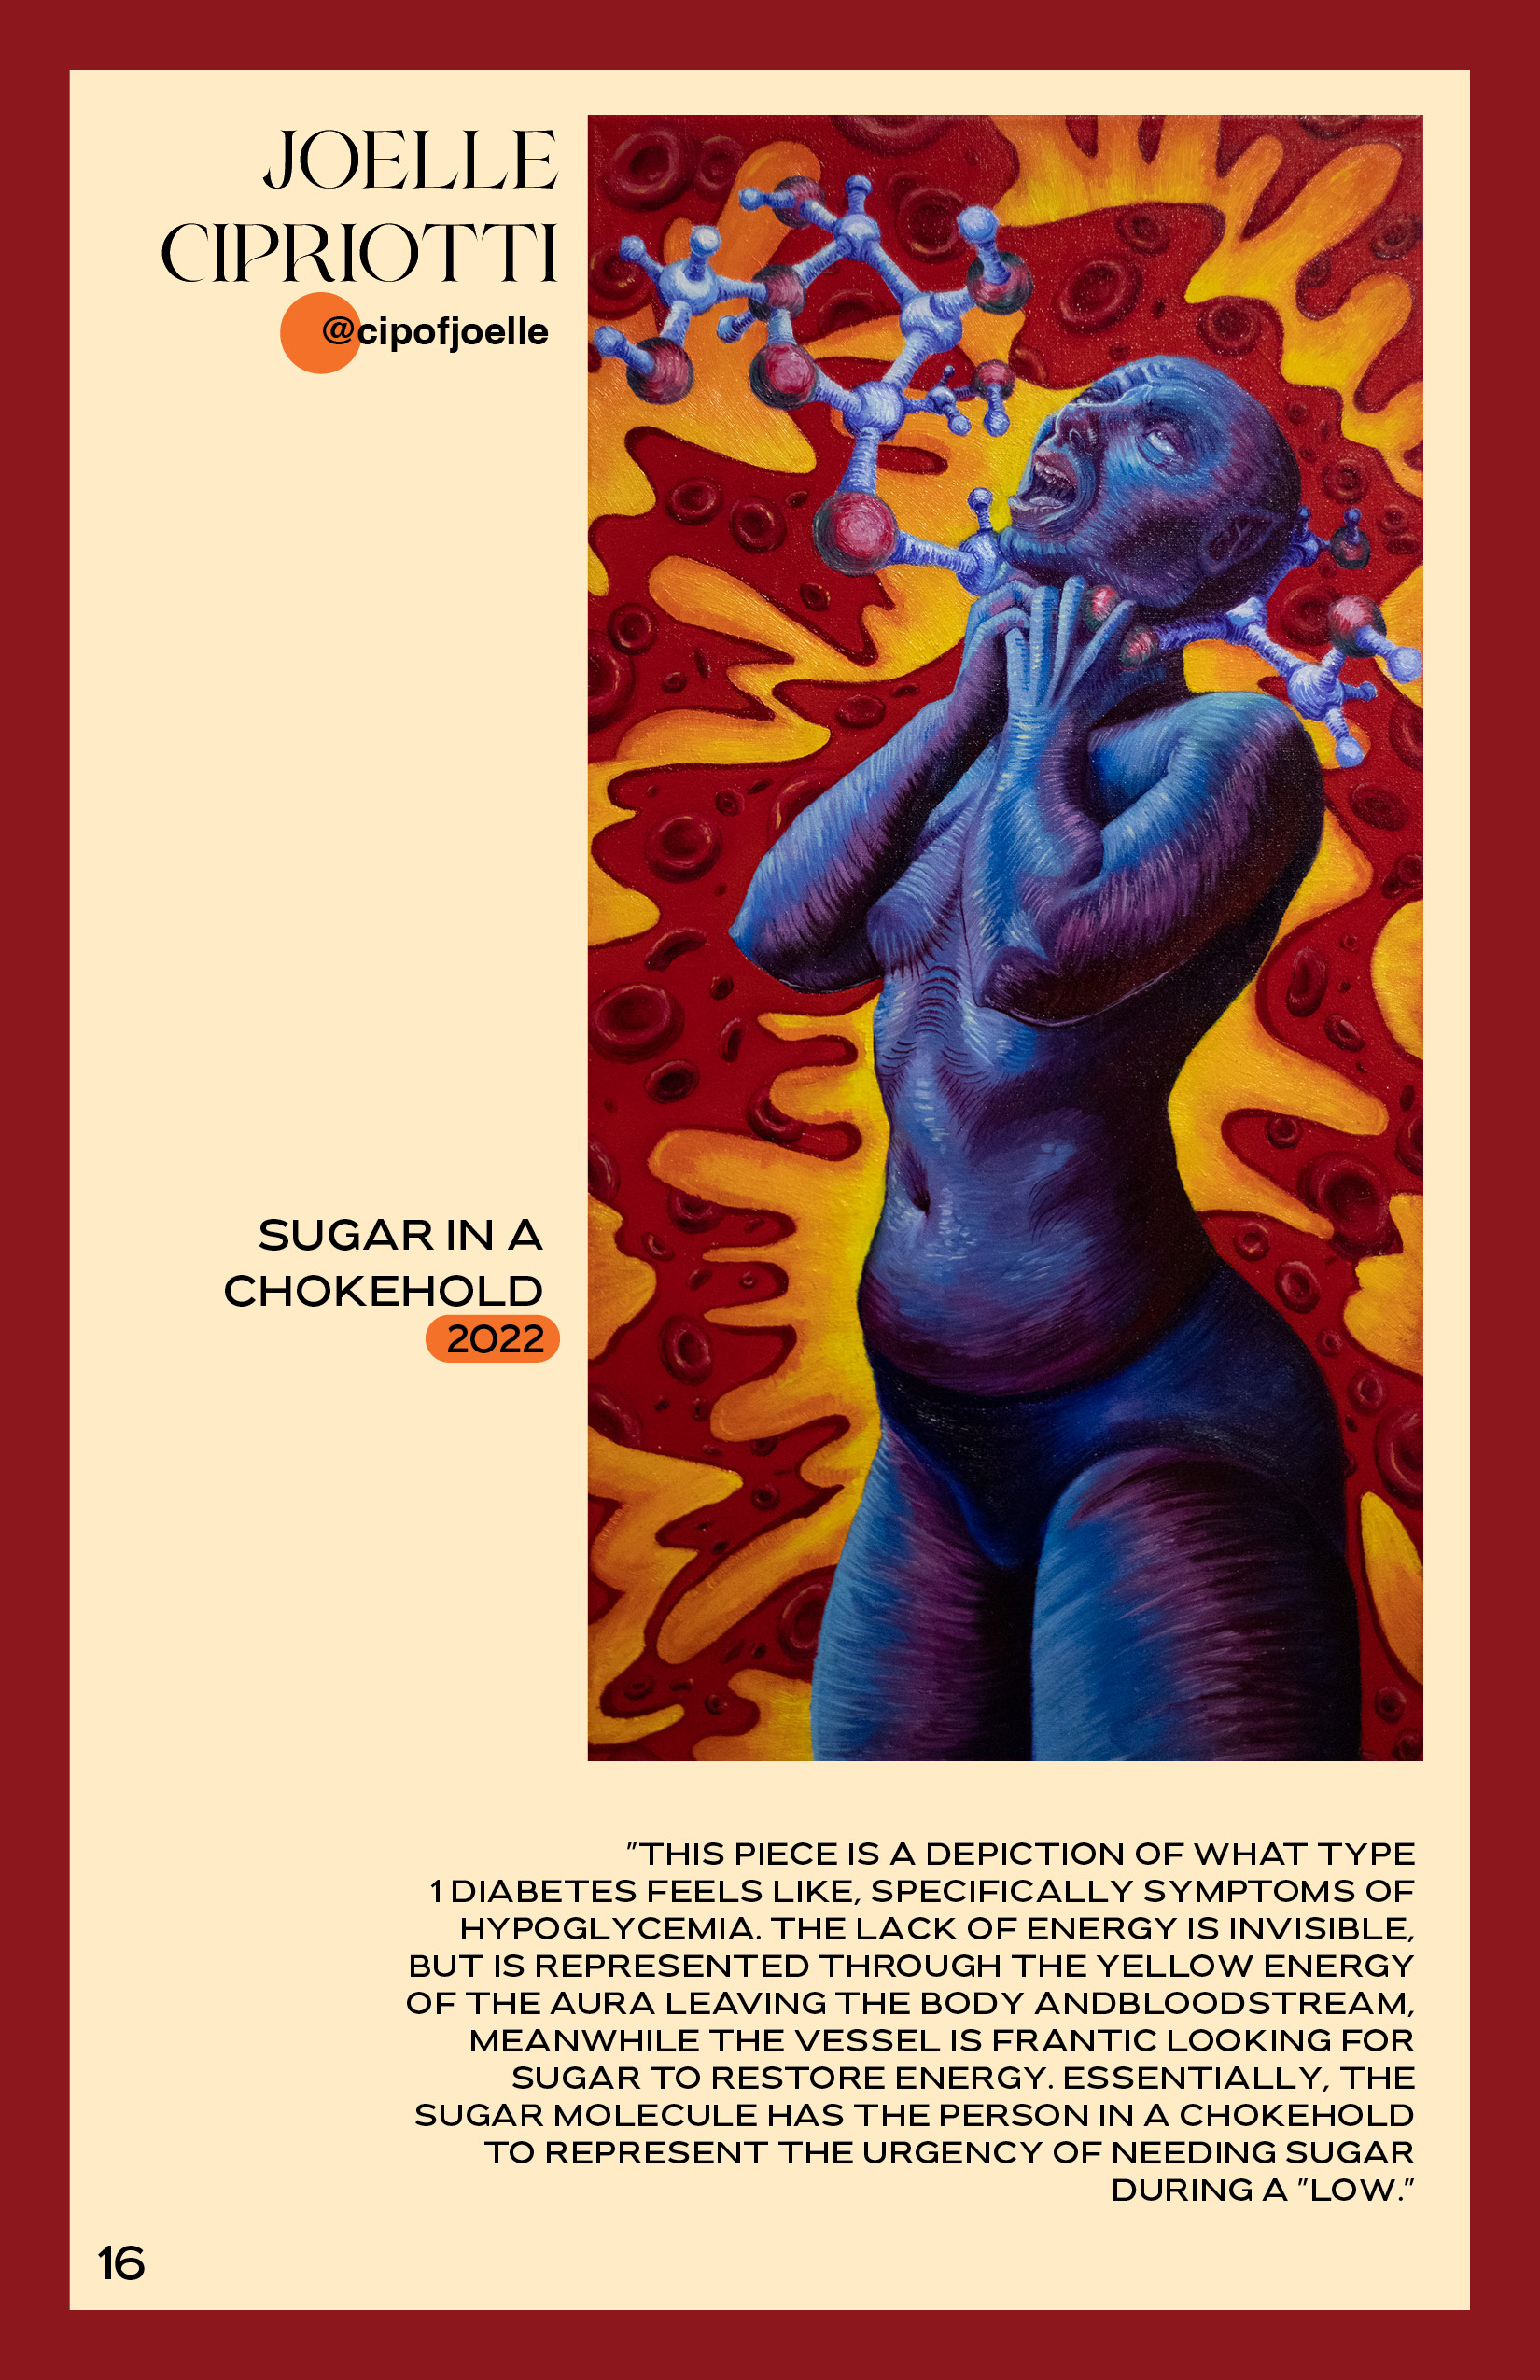 JOELLE
CIPRIOTTI
@cipofjoelle
SUGAR IN A
CHOKEHOLD
2022
"THIS PIECE IS A DEPICTION OF WHAT TYPE
1 DIABETES FEELS LIKE, SPECIFICALLY SYMPTOMS OF
HYPOGLYCEMIA. THE LACK OF ENERGY IS INVISIBLE,
BUT IS REPRESENTED THROUGH THE YELLOW ENERGY
OF THE AURA LEAVING THE BODY ANDBLOODSTREAM,
MEANWHILE THE VESSEL IS FRANTIC LOOKING FOR
SUGAR TO RESTORE ENERGY. ESSENTIALLY, THE
SUGAR MOLECULE HAS THE PERSON IN A CHOKEHOLD
TO REPRESENT THE URGENCY OF NEEDING SUGAR
DURING A "LOW."
16